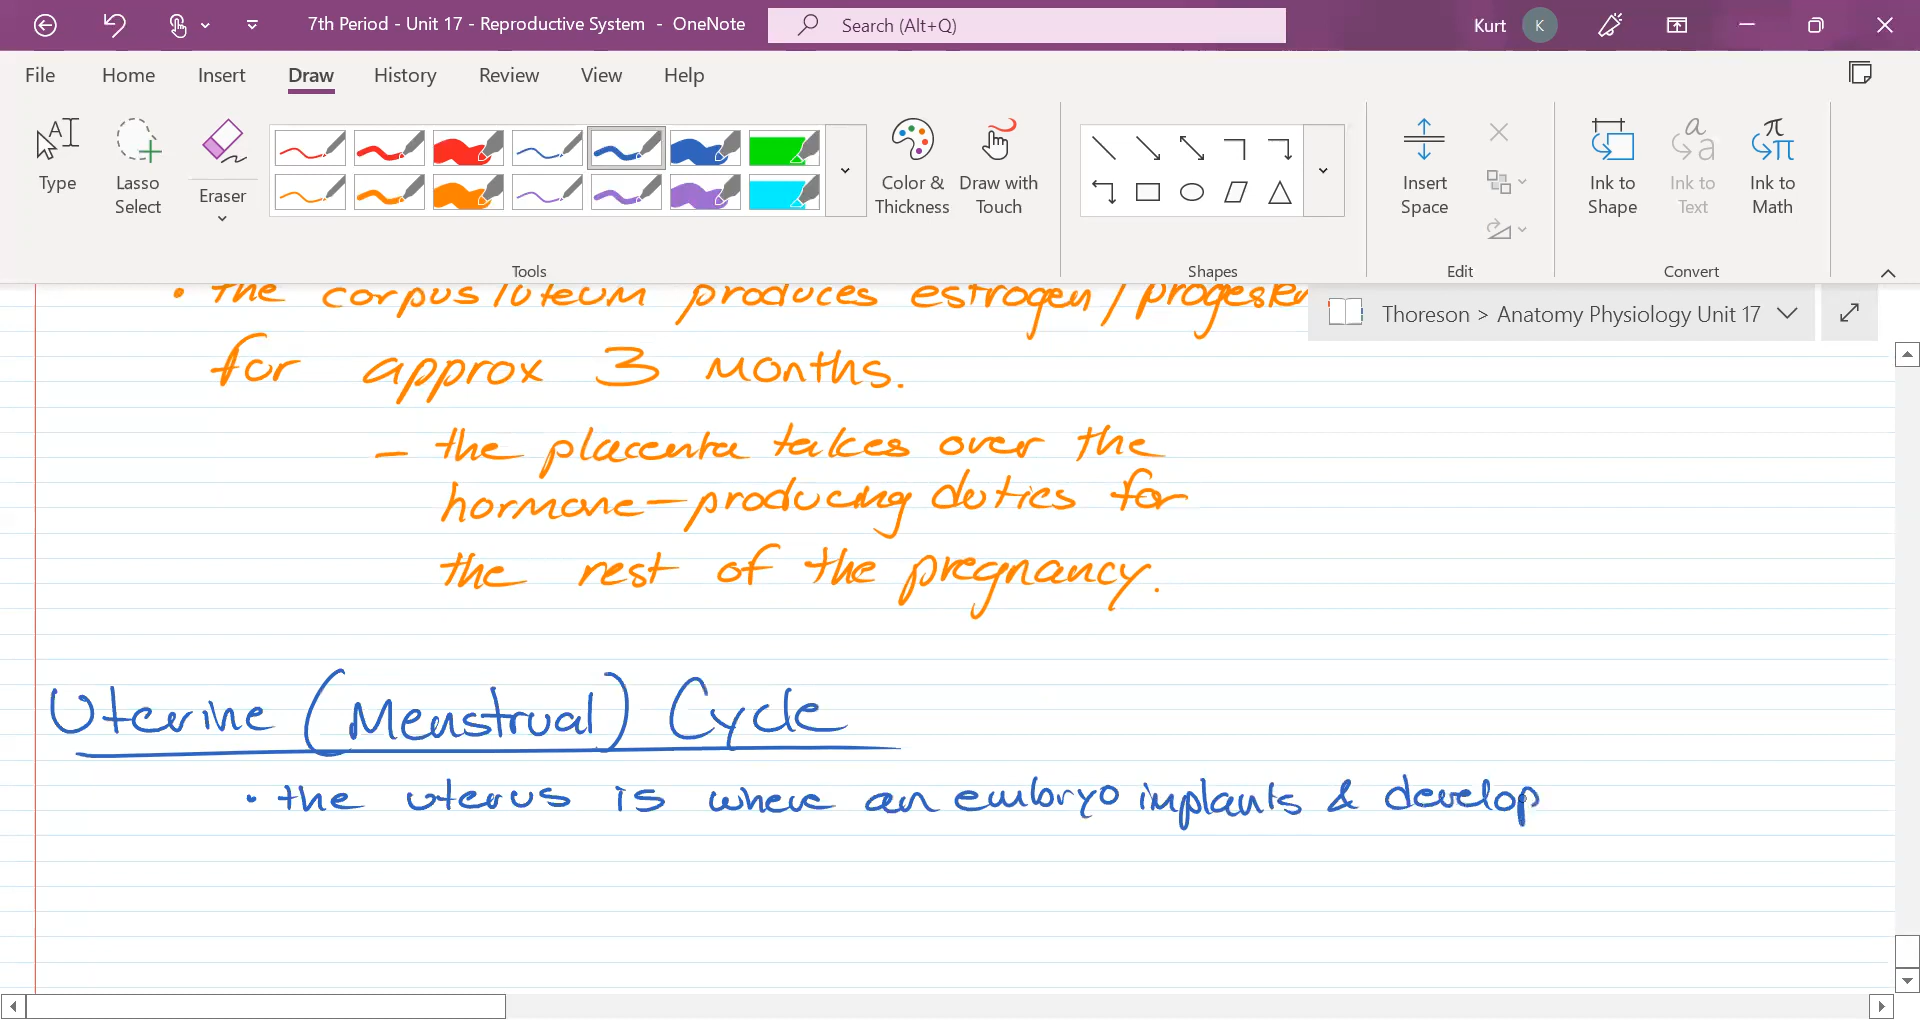 7th Period - Unit 17 - Reproductive System - OneNote
Search (Alt+Q)
Kurt
K
File Home Insert Draw History Review View Help
Type
Lasso Select
Eraser
Color & Thickness
Draw with Touch
Insert Space
Ink to Shape
Ink to Text
Ink to Math
Tools Shapes Edit Convert
Thoreson > Anatomy Physiology Unit 17
• the corpus luteum produces estrogen/
for approx 3 months.
– the placenta takes over the
hormone-producing duties for
the rest of the pregnancy.
Uterine (Menstrual) Cycle
• the uterus is where an embryo implants & develop